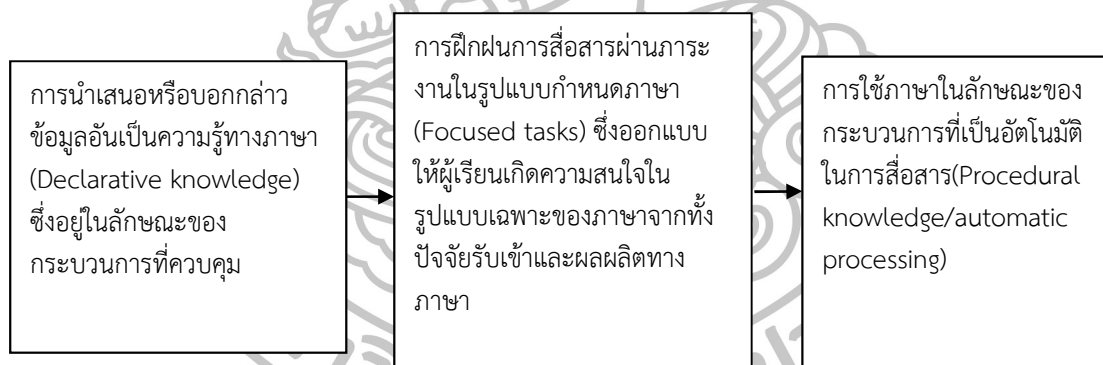 การนำเสนอหรือบอกกล่าว
ข้อมูลอันเป็นความรู้ทางภาษา
(Declarative knowledge)
ซึ่งอยู่ในลักษณะของ
กระบวนการที่ควบคุม
การฝึกฝนการสื่อสารผ่านภาระ
งานในรูปแบบกำหนดภาษา
(Focused tasks) ซึ่งออกแบบ
ให้ผู้เรียนเกิดความสนใจใน
รูปแบบเฉพาะของภาษาจากทั้ง
ปัจจัยรับเข้าและผลผลิตทาง
ภาษา
การใช้ภาษาในลักษณะของ
กระบวนการที่เป็นอัตโนมัติ
ในการสื่อสาร(Procedural
knowledge/automatic
processing)